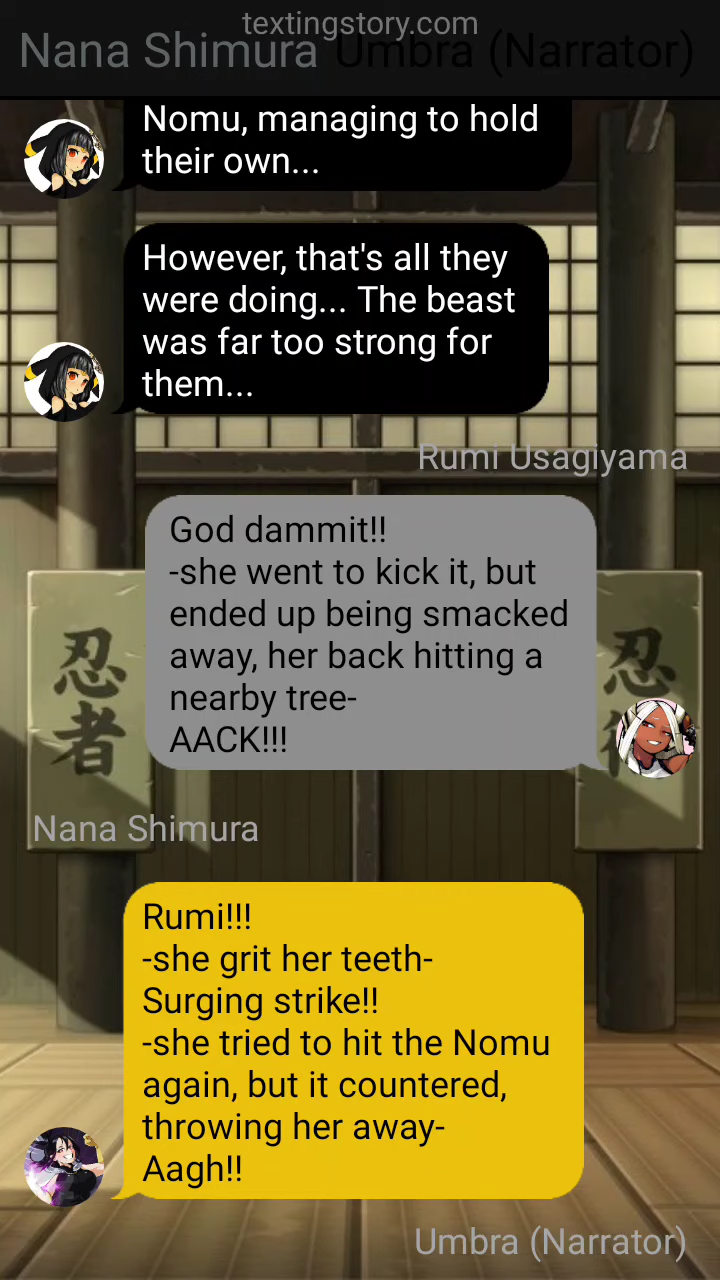 textingstory.com
Nana Shimura Umbra (Narrator)
Nomu, managing to hold
their own...
However, that's all they
were doing... The beast
was far too strong for
them...
Rumi Usagiyama
God dammit!!
-she went to kick it, but
ended up being smacked
away, her back hitting a
nearby tree-
AACK!!!
忍者
忍
Nana Shimura
Rumi!!!
-she grit her teeth-
Surging strike!!
-she tried to hit the Nomu
again, but it countered,
throwing her away-
Aagh!!
Umbra (Narrator)